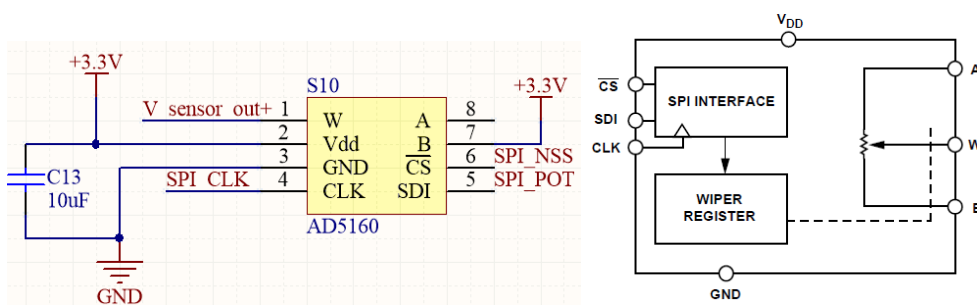 +3.3V
S10
+3.3V
V_sensor_out+
1
W
A
8
2
Vdd
B
7
3
GND
CS
6
SPI_NSS
SPI_CLK
4
CLK
SDI
5
SPI_POT
C13
10uF
AD5160
GND
VDD
CS
SDI
CLK
SPI INTERFACE
WIPER
REGISTER
A
W
GND